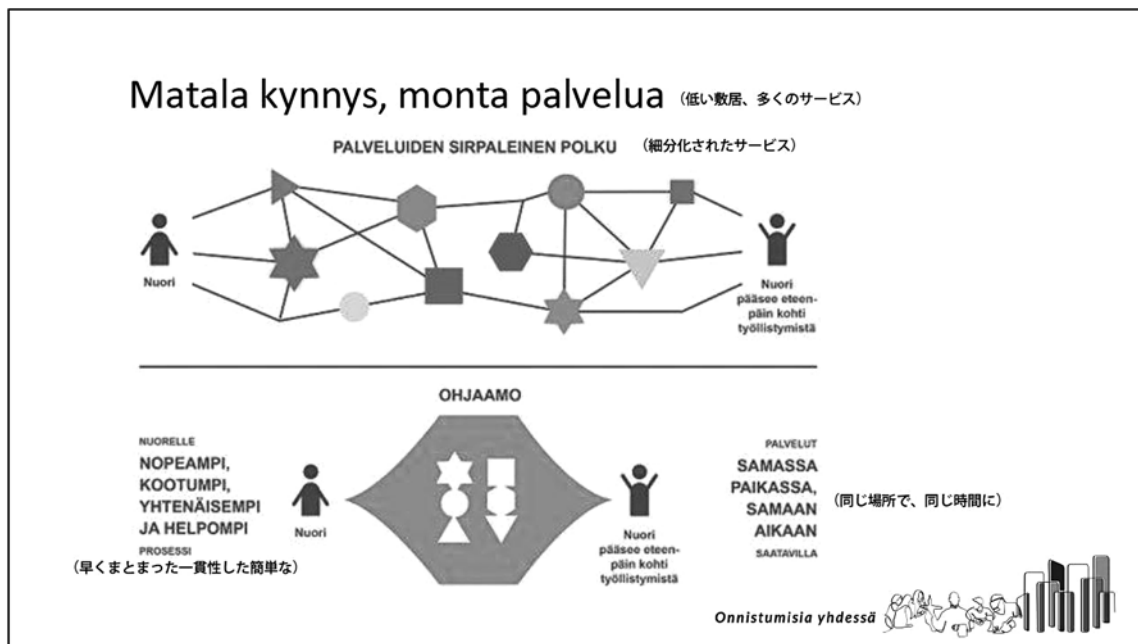 Matala kynnys, monta palvelua (低い敷居、多くのサービス)
PALVELUIDEN SIRPALEINEN POLKU (細分化されたサービス)
Nuori
Nuori
pääsee eteen-
päin kohti
työllistymistä
OHJAAMO
NUORELLE
NOPEAMPI,
KOOTUMPI,
YHTENÄISEMPI
JA HELPOMPI
PROSESSI
(早くまとまった一貫性した簡単な)
Nuori
Nuori
pääsee eteen-
päin kohti
työllistymistä
PALVELUT
SAMASSA
PAIKASSA,
SAMAAN
AIKAAN
SAATAVILLA
(同じ場所で、同じ時間に)
Onnistumisia yhdessä